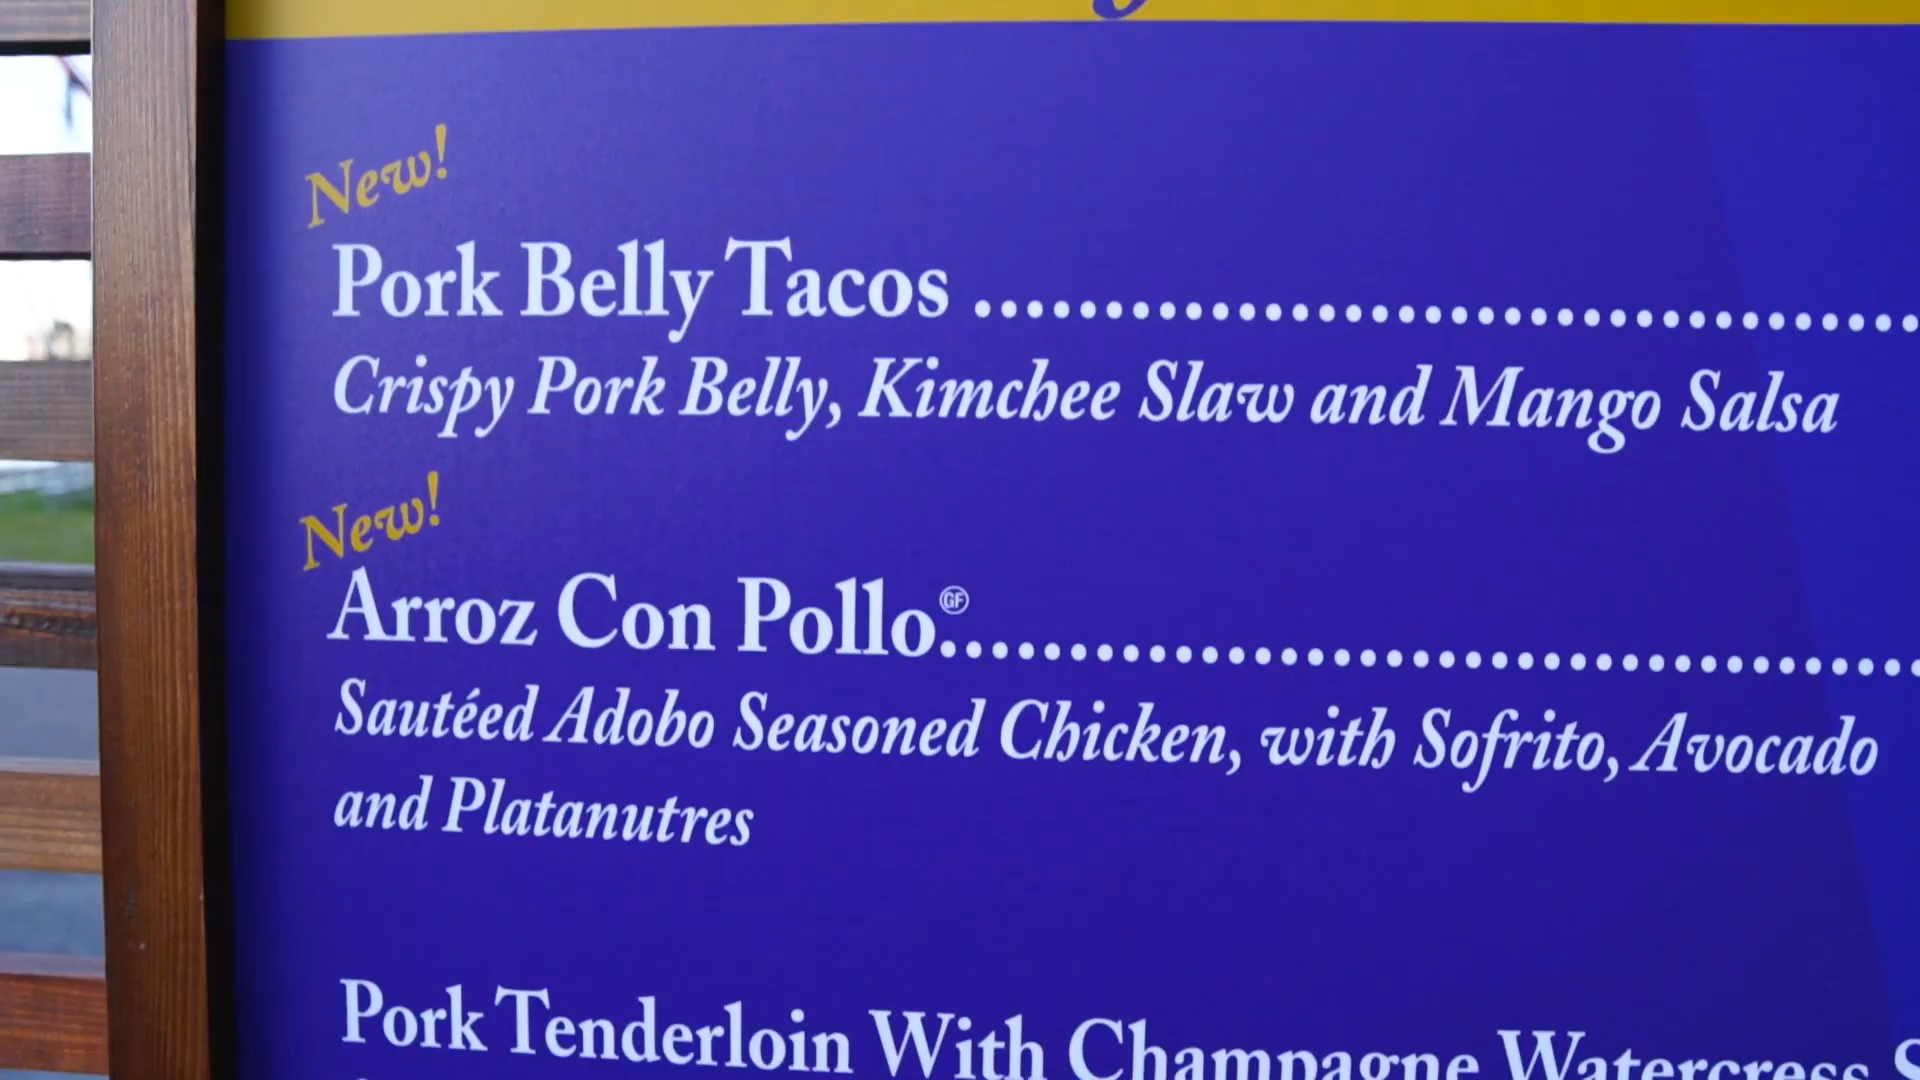 New!
Pork Belly Tacos ....................................
Crispy Pork Belly, Kimchee Slaw and Mango Salsa
New!
Arroz Con Pollo GF.....................................
Sautéed Adobo Seasoned Chicken, with Sofrito, Avocado
and Platanutres
Pork Tenderloin With Champagne Watercress